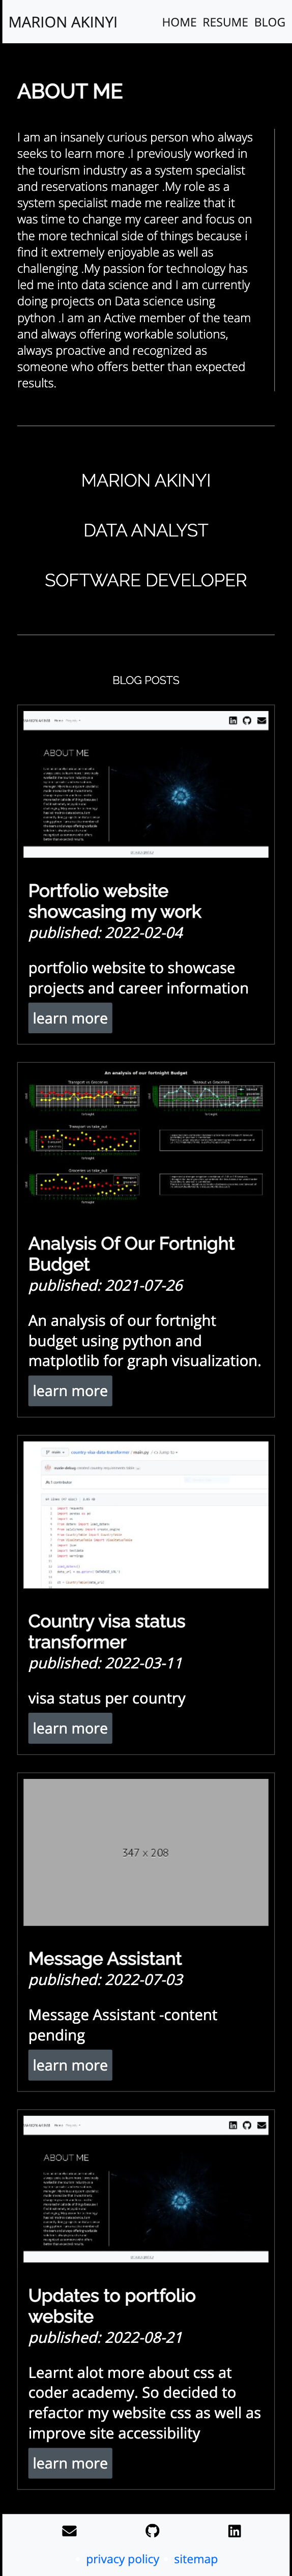 MARION AKINYI HOME RESUME BLOG
ABOUT ME
I am an insanely curious person who always
seeks to learn more .I previously worked in
the tourism industry as a system specialist
and reservations manager .My role as a
system specialist made me realize that it
was time to change my career and focus on
the more technical side of things because i
find it extremely enjoyable as well as
challenging .My passion for technology has
led me into data science and I am currently
doing projects on Data science using
python .I am an Active member of the team
and always offering workable solutions,
always proactive and recognized as
someone who offers better than expected
results.
MARION AKINYI
DATA ANALYST
SOFTWARE DEVELOPER
BLOG POSTS
ABOUT ME
Portfolio website
showcasing my work
published: 2022-02-04
portfolio website to showcase
projects and career information
learn more
An analysis of our fortnight Budget
Analysis Of Our Fortnight
Budget
published: 2021-07-26
An analysis of our fortnight
budget using python and
matplotlib for graph visualization.
learn more
Country visa status
transformer
published: 2022-03-11
visa status per country
learn more
347 x 208
Message Assistant
published: 2022-07-03
Message Assistant -content
pending
learn more
ABOUT ME
Updates to portfolio
website
published: 2022-08-21
Learnt alot more about css at
coder academy. So decided to
refactor my website css as well as
improve site accessibility
learn more
privacy policy sitemap